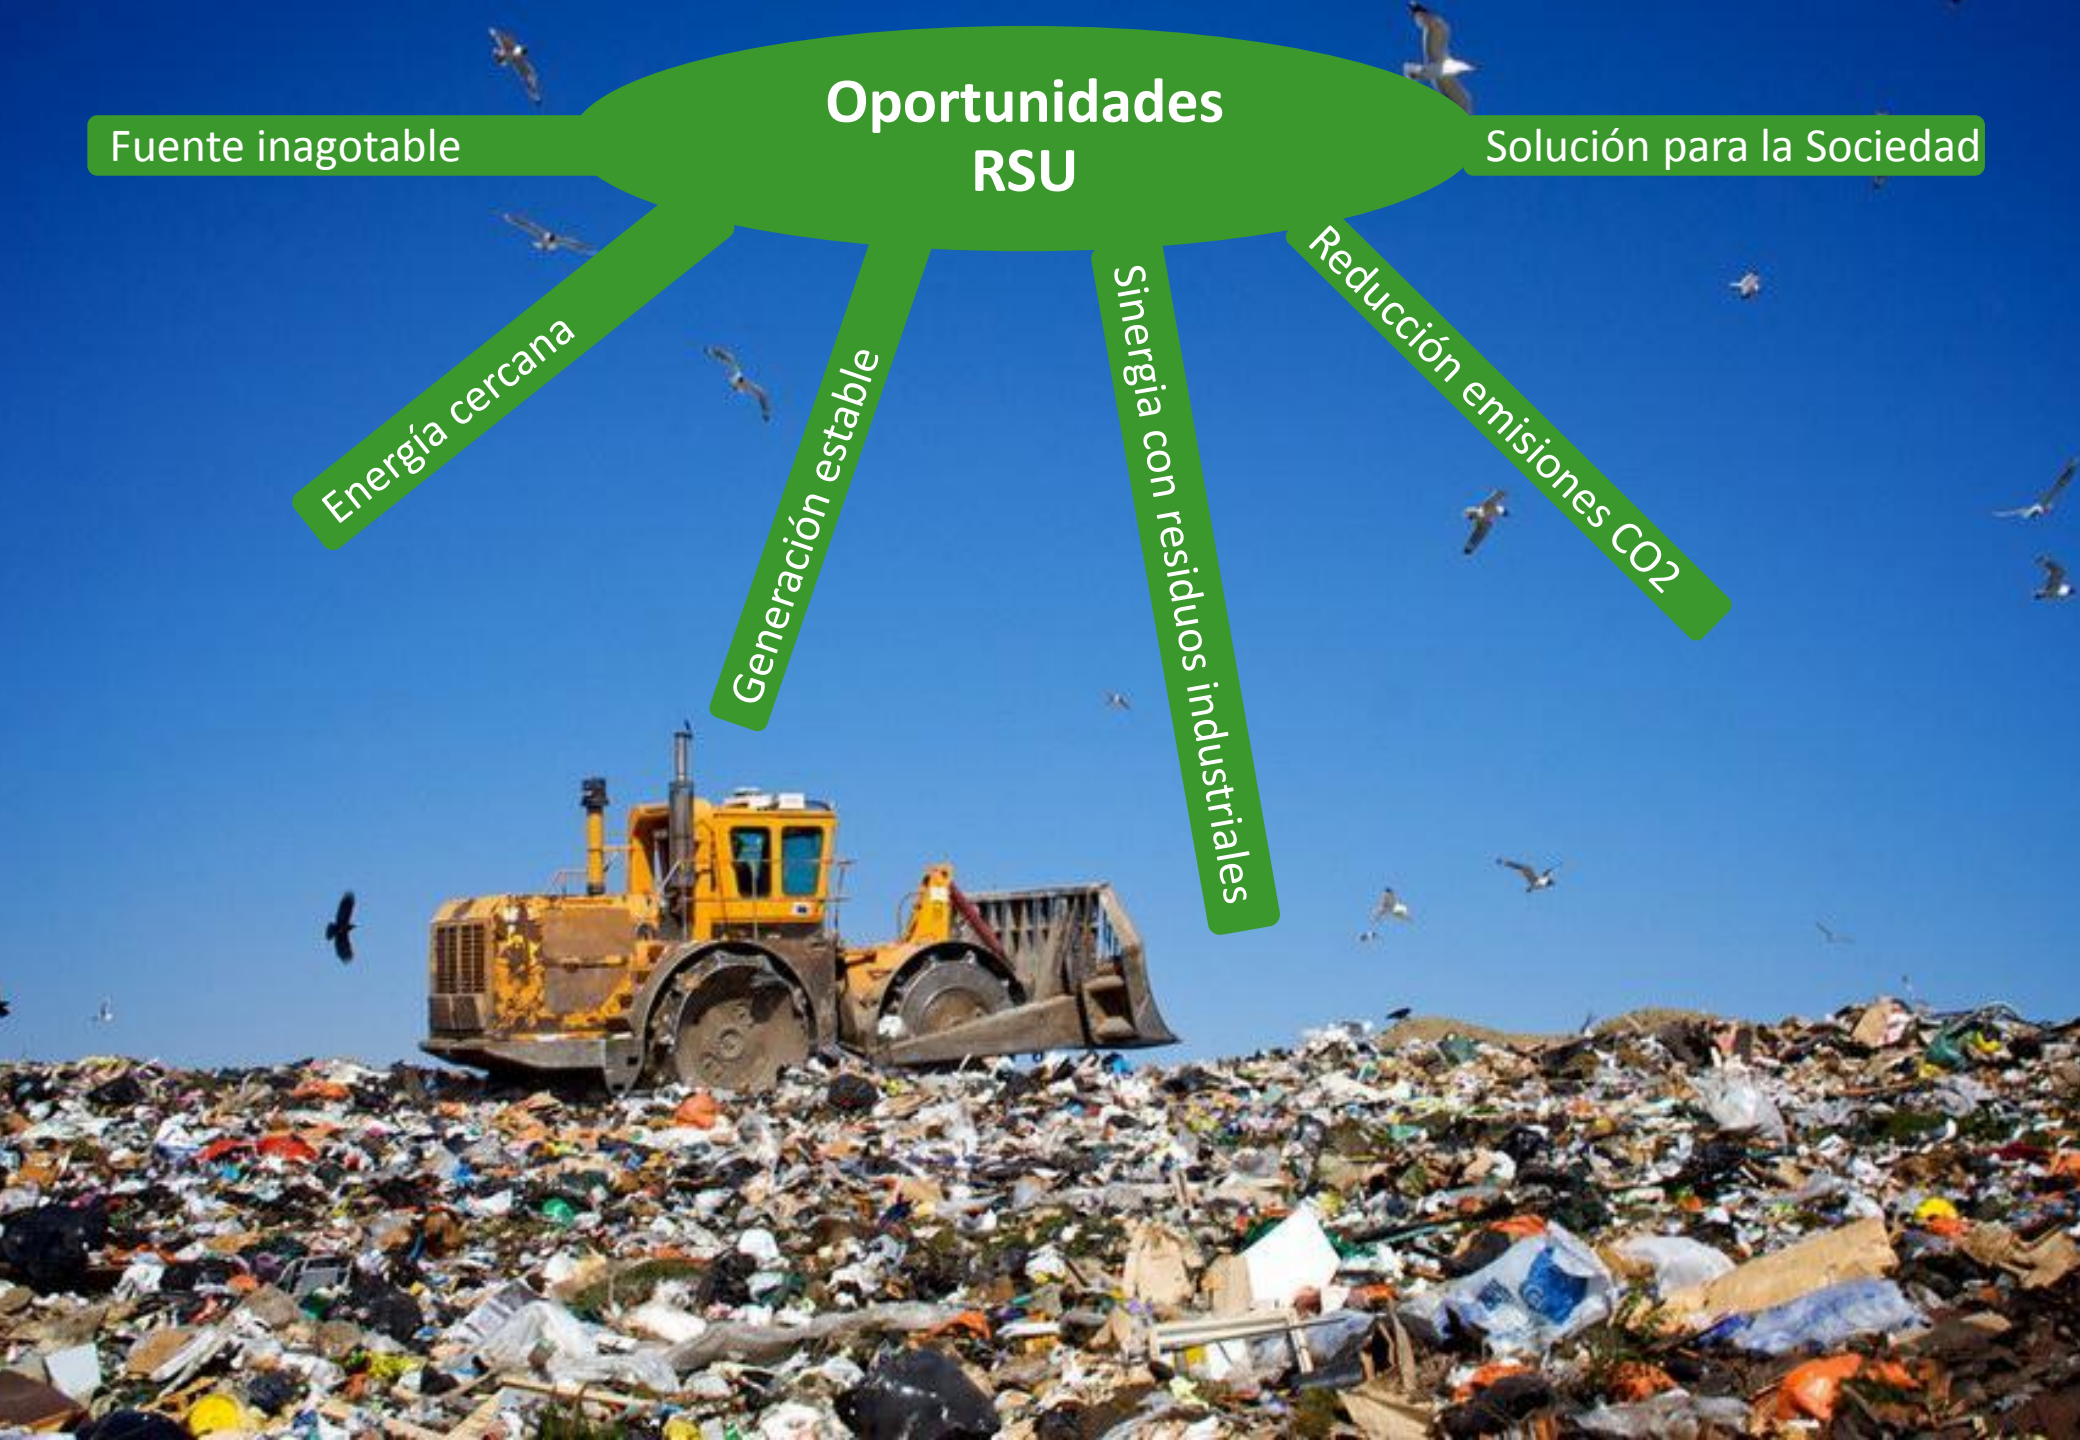 Oportunidades
RSU
Fuente inagotable
Solución para la Sociedad
Energía cercana
Generación estable
Sinergia con residuos industriales
Reducción emisiones CO2